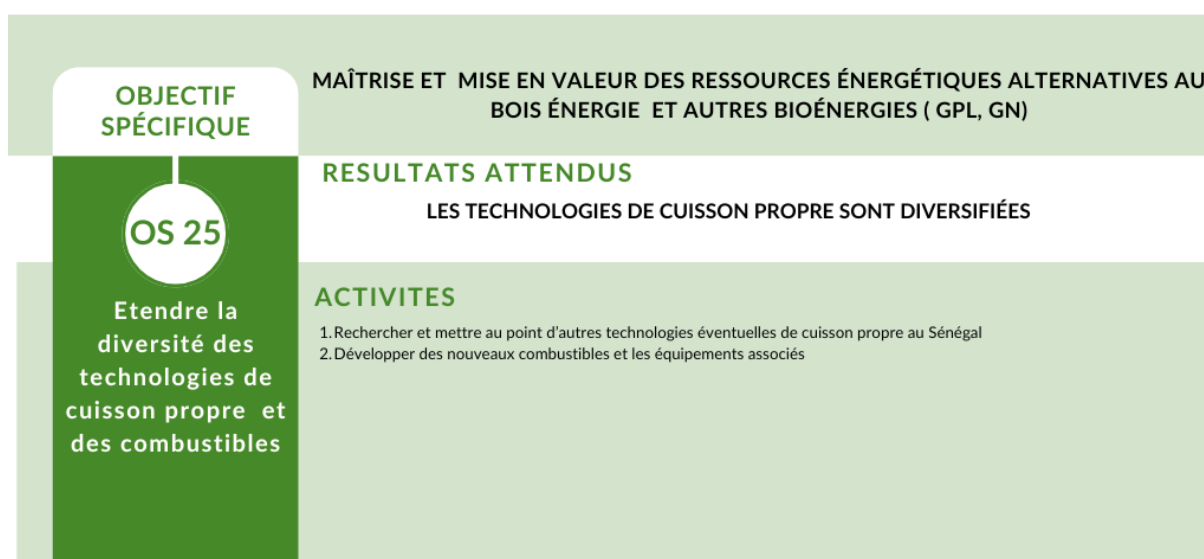 OBJECTIF
SPÉCIFIQUE
MAÎTRISE ET MISE EN VALEUR DES RESSOURCES ÉNERGÉTIQUES ALTERNATIVES AU
BOIS ÉNERGIE ET AUTRES BIOÉNERGIES ( GPL, GN)
OS 25
Etendre la
diversité des
technologies de
cuisson propre et
des combustibles
RESULTATS ATTENDUS
LES TECHNOLOGIES DE CUISSON PROPRE SONT DIVERSIFIÉES
ACTIVITES
1. Rechercher et mettre au point d’autres technologies éventuelles de cuisson propre au Sénégal
2. Développer des nouveaux combustibles et les équipements associés